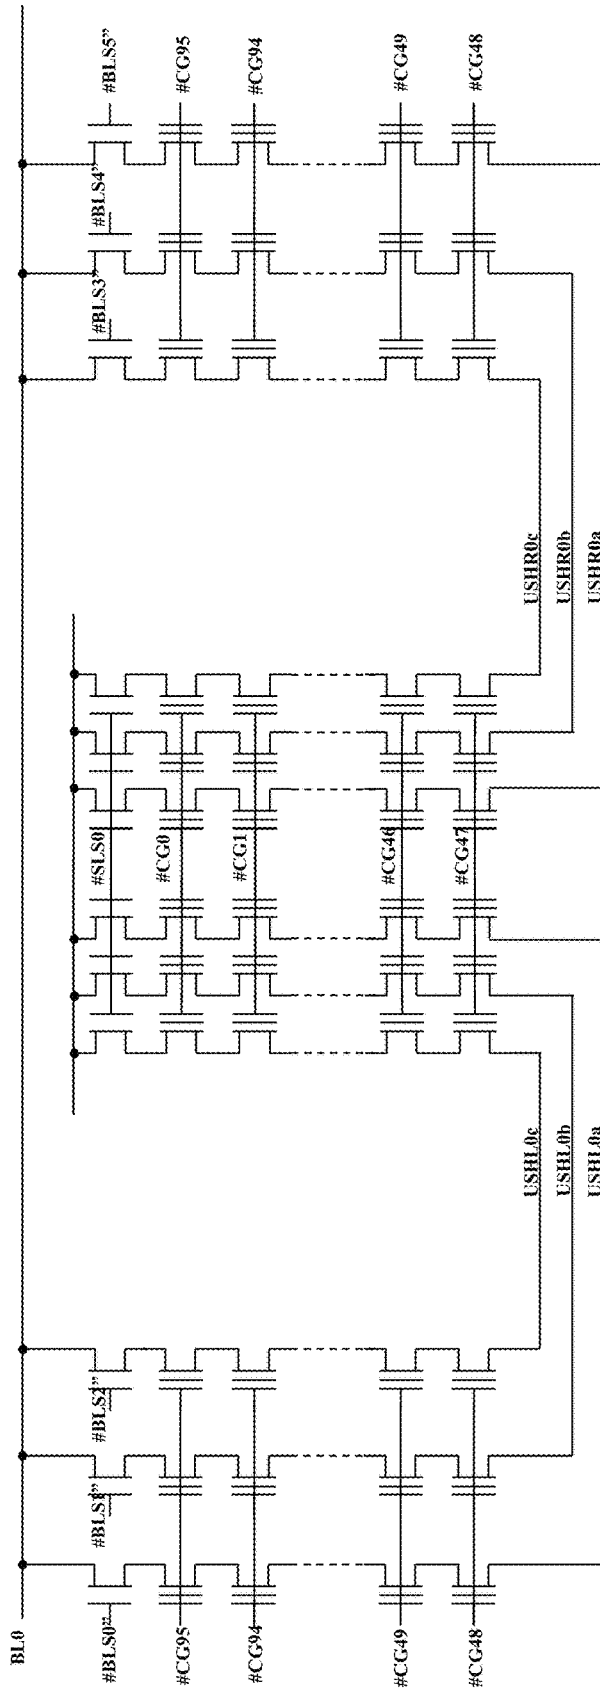 BL0
#BLS0”
#BLS1”
#BLS2”
#BLS3”
#BLS4”
#BLS5”
#CG95
#SLS0
#CG0
#CG95
#CG94
#CG1
#CG94
#CG49
#CG46
#CG49
#CG48
#CG47
#CG48
USHL0c
USHR0c
USHL0b
USHR0b
USHL0a
USHR0a